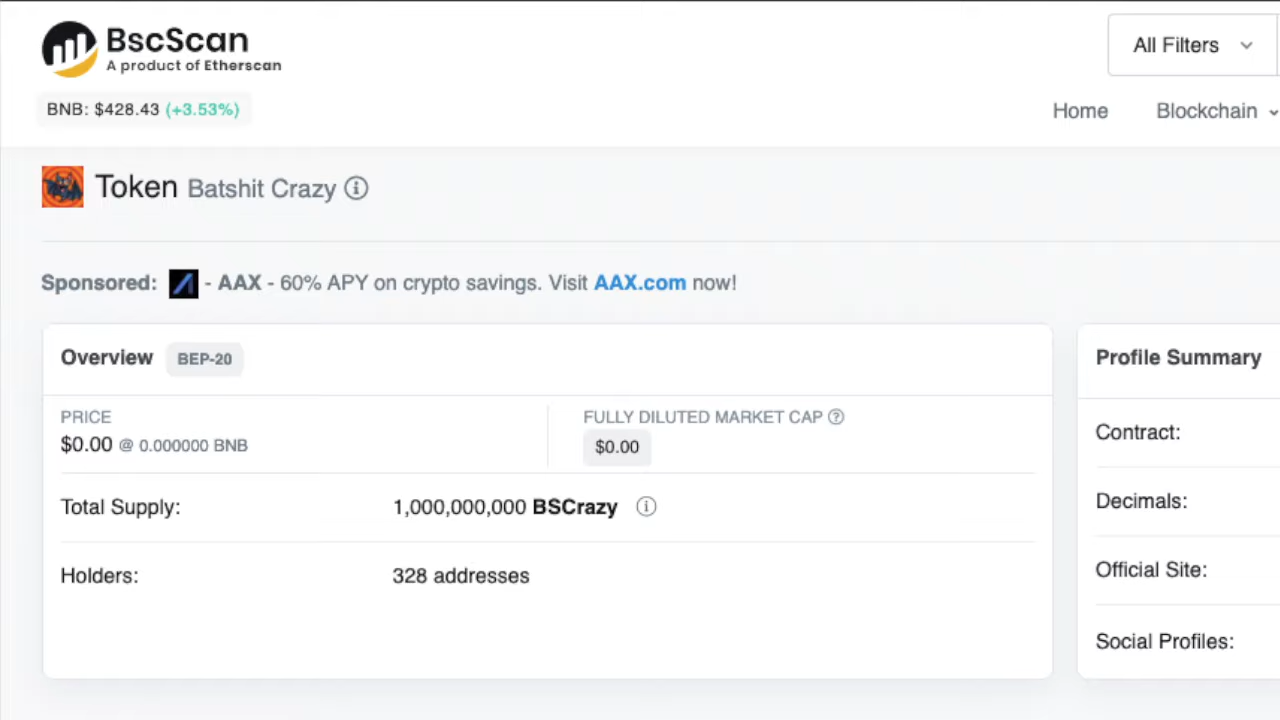 BscScan
A product of Etherscan
All Filters
BNB: $428.43 (+3.53%)
Home Blockchain
Token Batshit Crazy
Sponsored: - AAX - 60% APY on crypto savings. Visit AAX.com now!
Overview BEP-20
PRICE
$0.00 @ 0.000000 BNB
FULLY DILUTED MARKET CAP
$0.00
Total Supply: 1,000,000,000 BSCrazy
Holders: 328 addresses
Profile Summary
Contract:
Decimals:
Official Site:
Social Profiles: